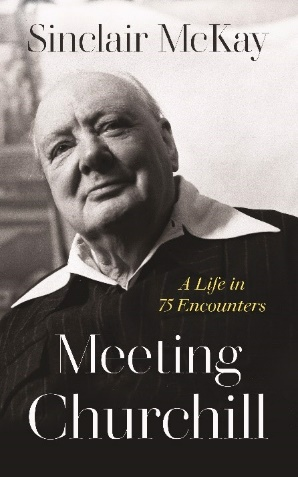 Sinclair McKay
A Life in
75 Encounters
Meeting
Churchill